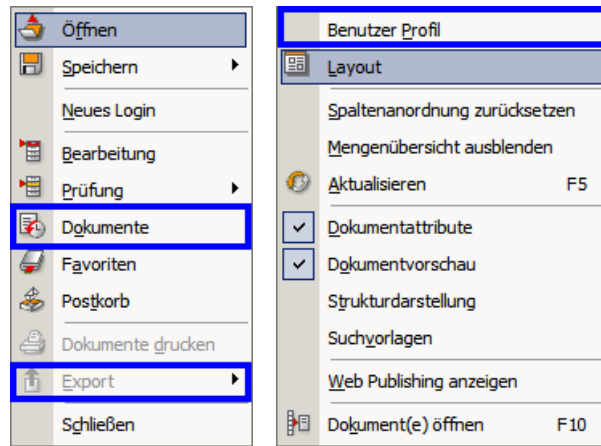 Öffnen
Speichern
Neues Login
Bearbeitung
Prüfung
Dokumente
Favoriten
Postkorb
Dokumente drucken
Export
Schließen
Benutzer Profil
Layout
Spaltenanordnung zurücksetzen
Mengenübersicht ausblenden
Aktualisieren F5
Dokumentattribute
Dokumentvorschau
Strukturdarstellung
Suchvorlagen
Web Publishing anzeigen
Dokument(e) öffnen F10